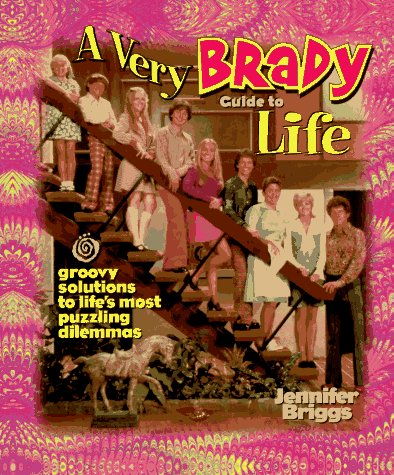 A Very BRADY
Guide to
Life
groovy
solutions
to life's most
puzzling
dilemmas
Jennifer
Briggs